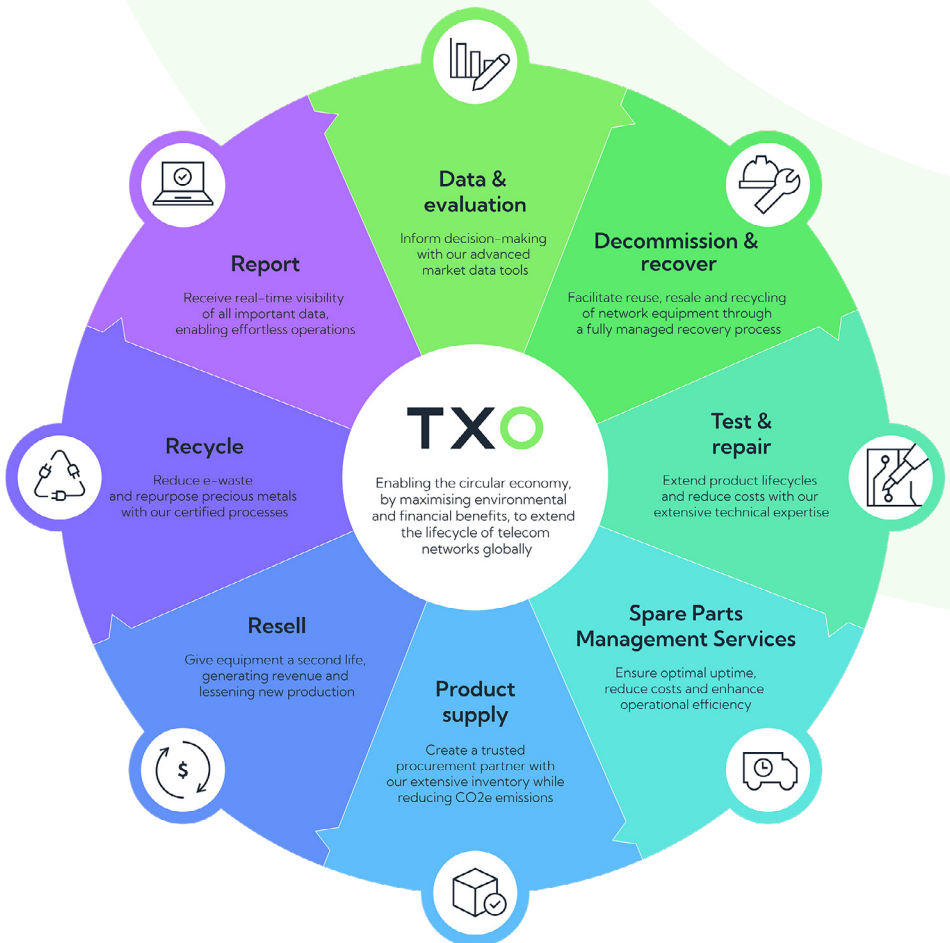 Data &
evaluation
Inform decision-making
with our advanced
market data tools
Decommission &
recover
Facilitate reuse, resale and recycling
of network equipment through
a fully managed recovery process
Test &
repair
Extend product lifecycles
and reduce costs with our
extensive technical expertise
Spare Parts
Management Services
Ensure optimal uptime,
reduce costs and enhance
operational efficiency
Product
supply
Create a trusted
procurement partner with
our extensive inventory while
reducing CO2e emissions
Resell
Give equipment a second life,
generating revenue and
lessening new production
$
Recycle
Reduce e-waste
and repurpose precious metals
with our certified processes
Report
Receive real-time visibility
of all important data,
enabling effortless operations
TXO
Enabling the circular economy,
by maximising environmental
and financial benefits, to extend
the lifecycle of telecom
networks globally